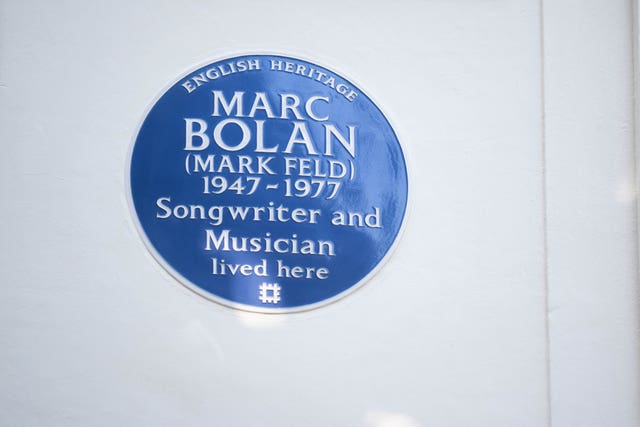 ENGLISH HERITAGE
MARC
BOLAN
(MARK FELD)
1947-1977
Songwriter and
Musician
lived here